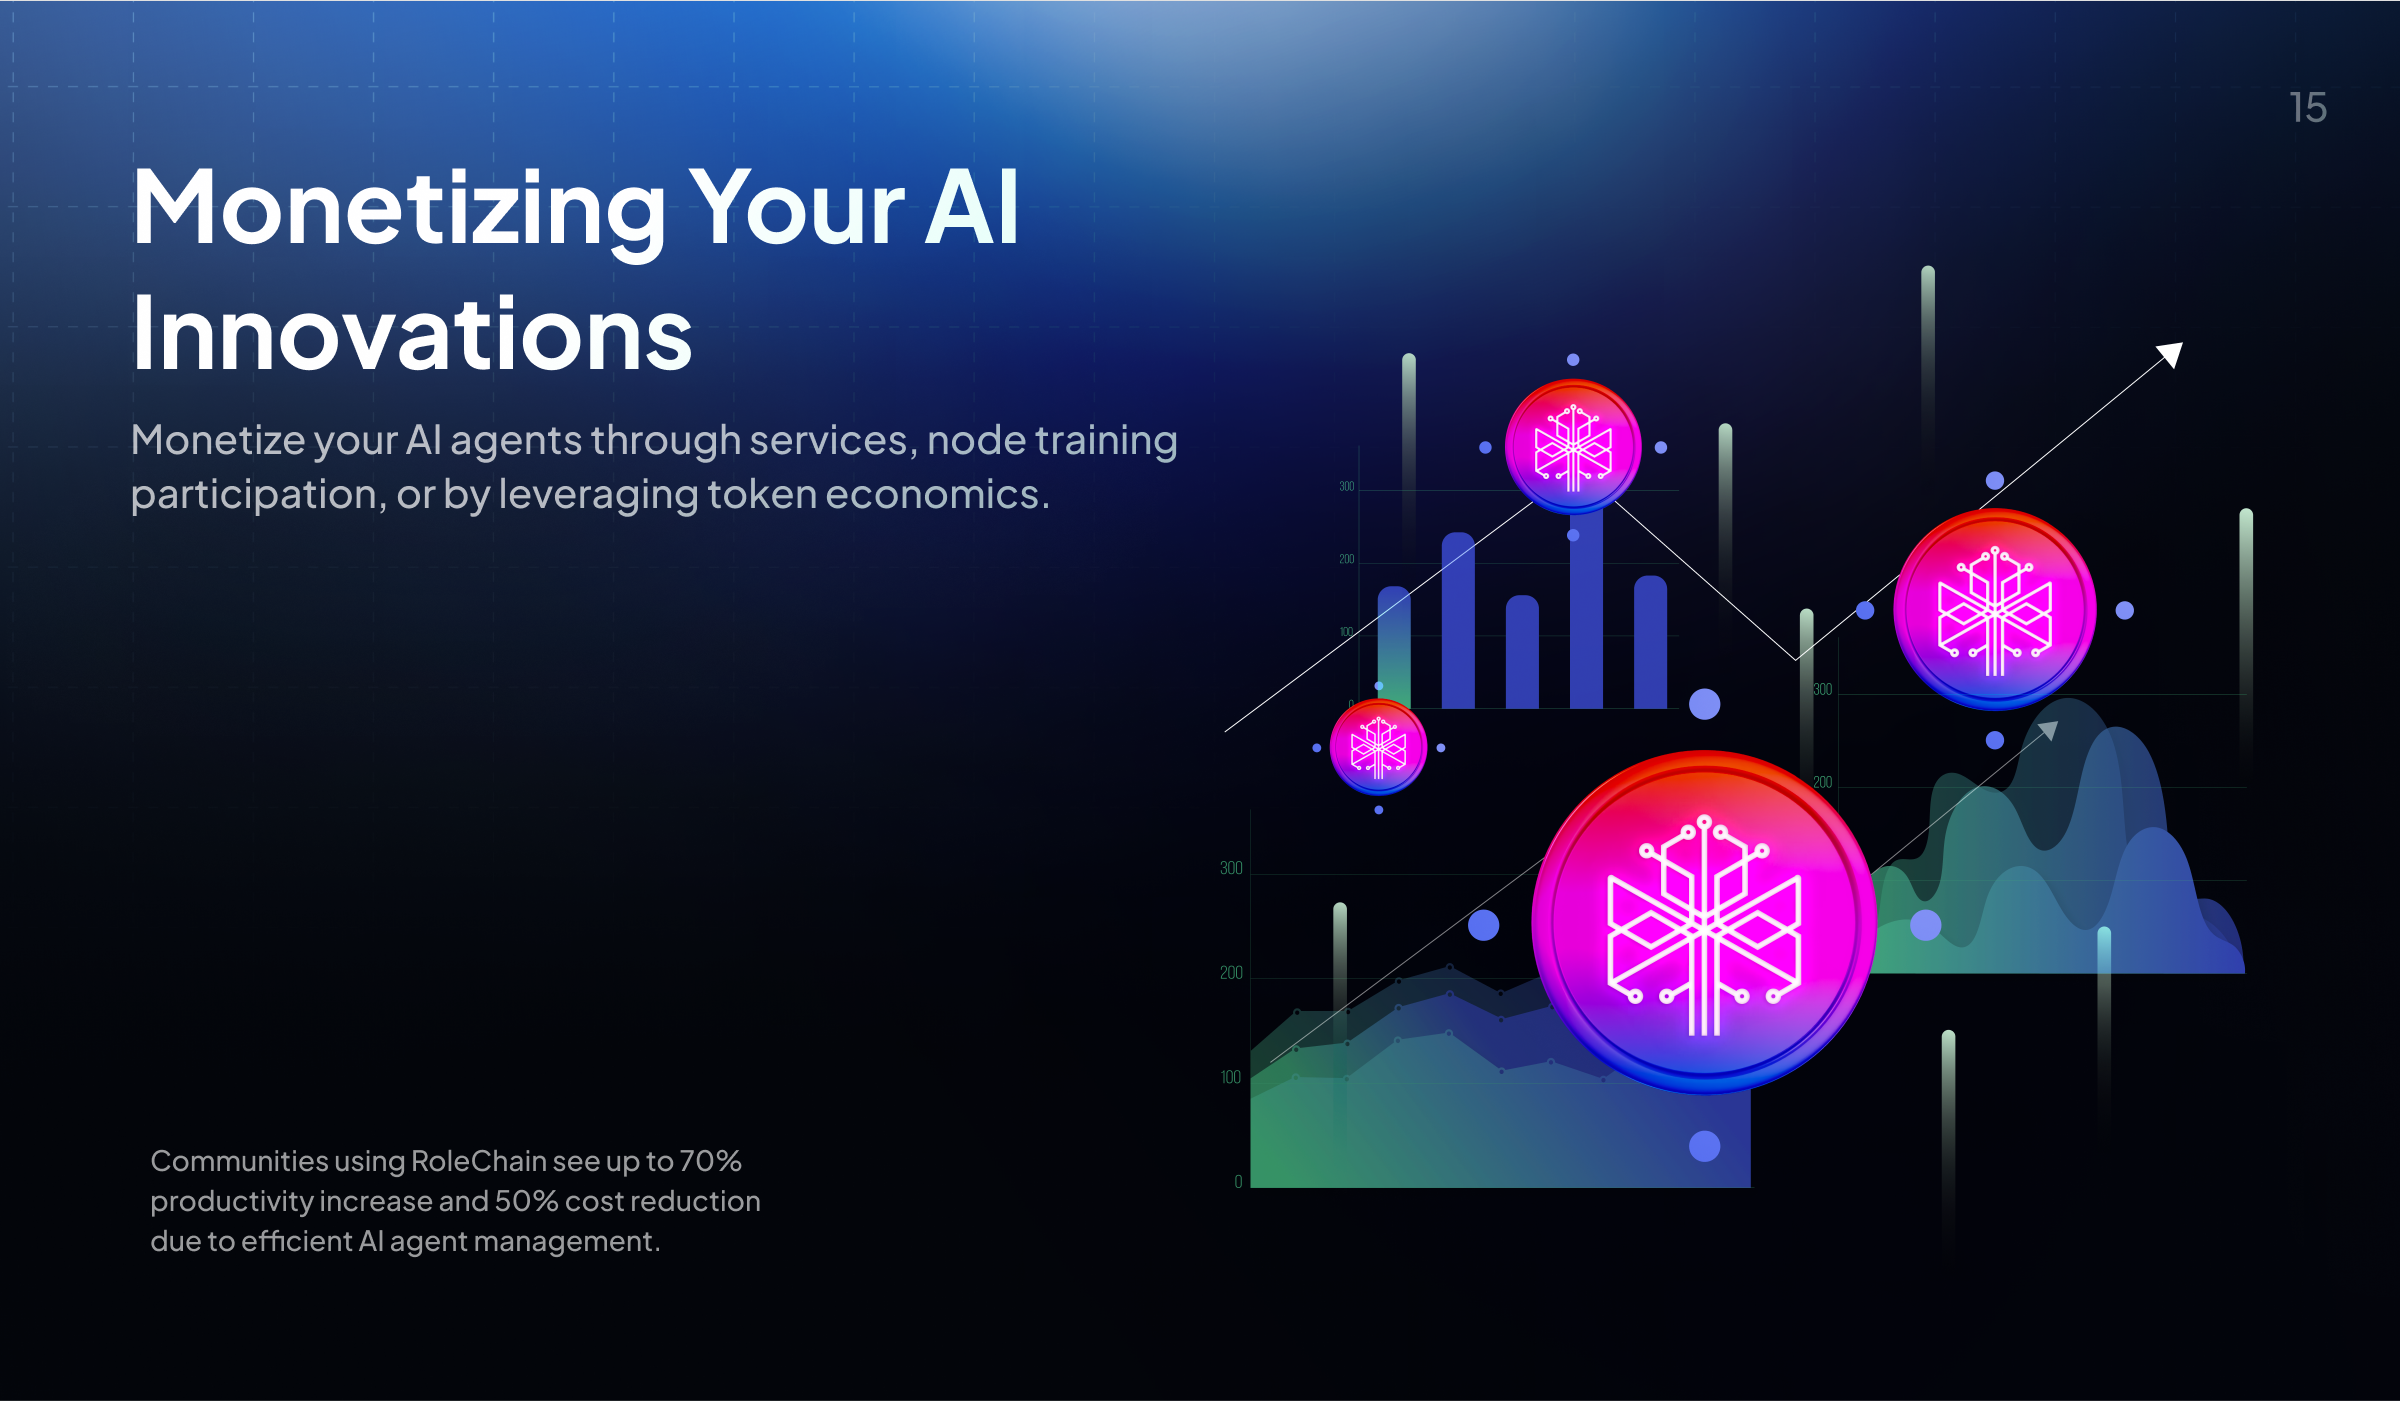 15
Monetizing Your AI
Innovations
Monetize your AI agents through services, node training
participation, or by leveraging token economics.
300
200
100
0
300
200
300
200
100
0
Communities using RoleChain see up to 70%
productivity increase and 50% cost reduction
due to efficient AI agent management.